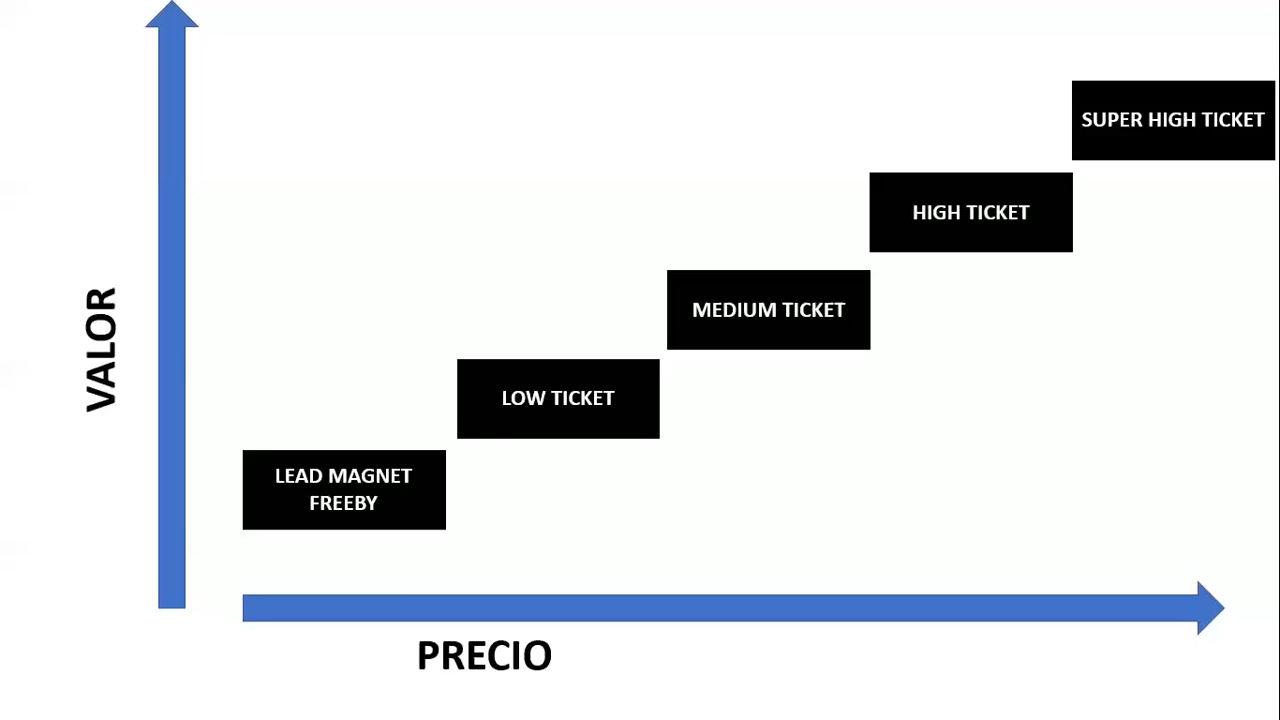 SUPER HIGH TICKET
HIGH TICKET
MEDIUM TICKET
LOW TICKET
LEAD MAGNET
FREEBY
VALOR
PRECIO